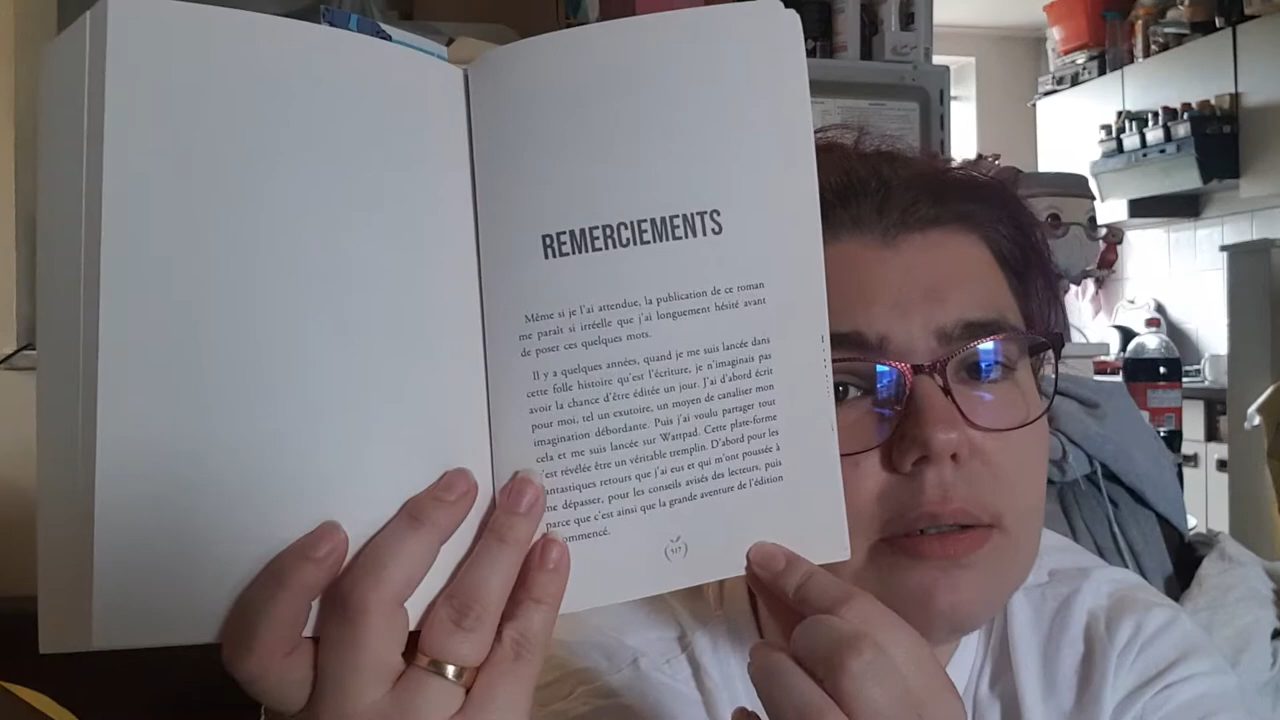 REMERCIEMENTS
Même si je l'ai attendue, la publication de ce roman
me paraît si irréelle que j'ai longuement hésité avant
de poser ces quelques mots.
Il y a quelques années, quand je me suis lancée dans
cette folle histoire qu'est l'écriture, je n'imaginais pas
avoir la chance d'être éditée un jour. J'ai d'abord écrit
pour moi, tel un exutoire, un moyen de canaliser mon
imagination débordante. Puis j'ai voulu partager tout
cela et me suis lancée sur Wattpad. Cette plate-forme
s'est révélée être un véritable tremplin. D'abord pour les
antastiques retours que j'ai eus et qui m'ont poussée à
me dépasser, pour les conseils avisés des lecteurs, puis
parce que c'est ainsi que la grande aventure de l'édition
ommencé.